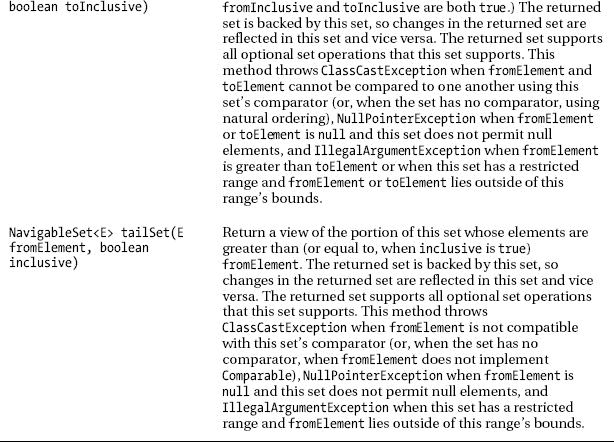 boolean toInclusive)
fromInclusive and toInclusive are both true.) The returned
set is backed by this set, so changes in the returned set are
reflected in this set and vice versa. The returned set supports
all optional set operations that this set supports. This
method throws ClassCastException when fromElement and
toElement cannot be compared to one another using this
set’s comparator (or, when the set has no comparator, using
natural ordering), NullPointerException when fromElement
or toElement is null and this set does not permit null
elements, and IllegalArgumentException when fromElement
is greater than toElement or when this set has a restricted
range and fromElement or toElement lies outside of this
range’s bounds.
NavigableSet<E> tailSet(E
fromElement, boolean
inclusive)
Return a view of the portion of this set whose elements are
greater than (or equal to, when inclusive is true)
fromElement. The returned set is backed by this set, so
changes in the returned set are reflected in this set and vice
versa. The returned set supports all optional set operations
that this set supports. This method throws
ClassCastException when fromElement is not compatible
with this set’s comparator (or, when the set has no
comparator, when fromElement does not implement
Comparable), NullPointerException when fromElement is
null and this set does not permit null elements, and
IllegalArgumentException when this set has a restricted
range and fromElement lies outside of this range’s bounds.